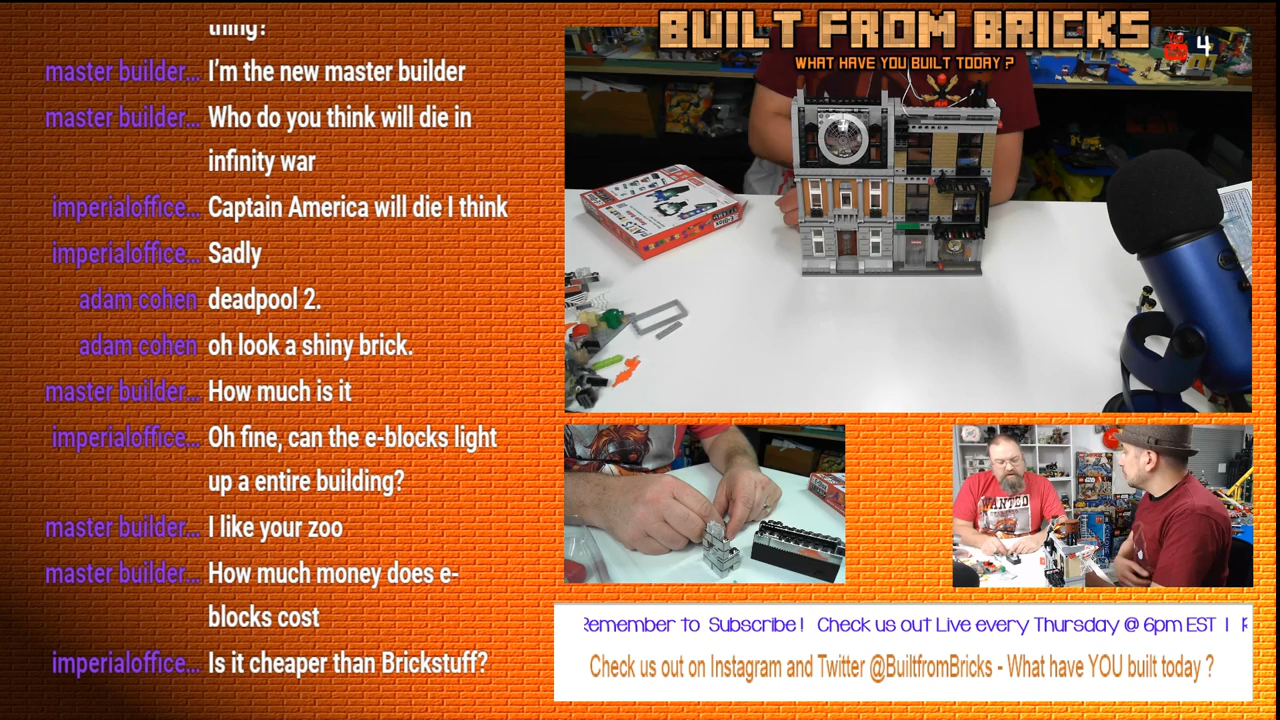 master builder... I'm the new master builder
master builder... Who do you think will die in
infinity war
imperialoffice... Captain America will die I think
imperialoffice... Sadly
adam cohen deadpool 2.
adam cohen oh look a shiny brick.
master builder... How much is it
imperialoffice... Oh fine, can the e-blocks light
up a entire building?
master builder... I like your zoo
master builder... How much money does e-
blocks cost
imperialoffice... Is it cheaper than Brickstuff?
BUILT FROM BRICKS
WHAT HAVE YOU BUILT TODAY ?
4
WANTED
Remember to Subscribe! Check us out Live every Thursday @ 6pm EST |
Check us out on Instagram and Twitter @BuiltfromBricks - What have YOU built today ?